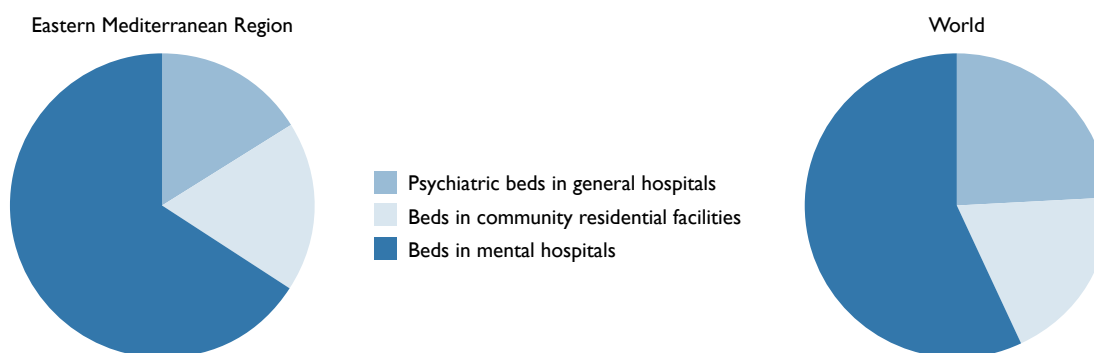 Eastern Mediterranean Region
World
Psychiatric beds in general hospitals
Beds in community residential facilities
Beds in mental hospitals